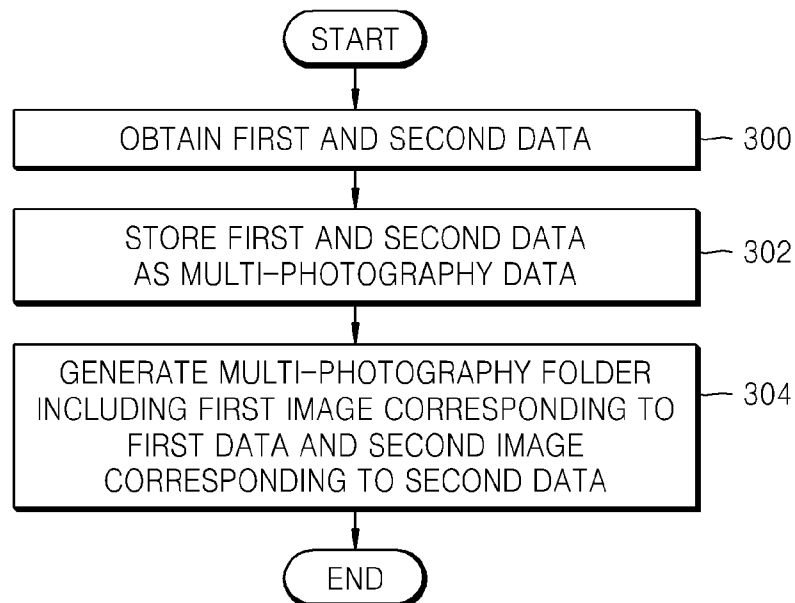 START
OBTAIN FIRST AND SECOND DATA
300
STORE FIRST AND SECOND DATA
AS MULTI-PHOTOGRAPHY DATA
302
GENERATE MULTI-PHOTOGRAPHY FOLDER
INCLUDING FIRST IMAGE CORRESPONDING TO
FIRST DATA AND SECOND IMAGE
CORRESPONDING TO SECOND DATA
304
END